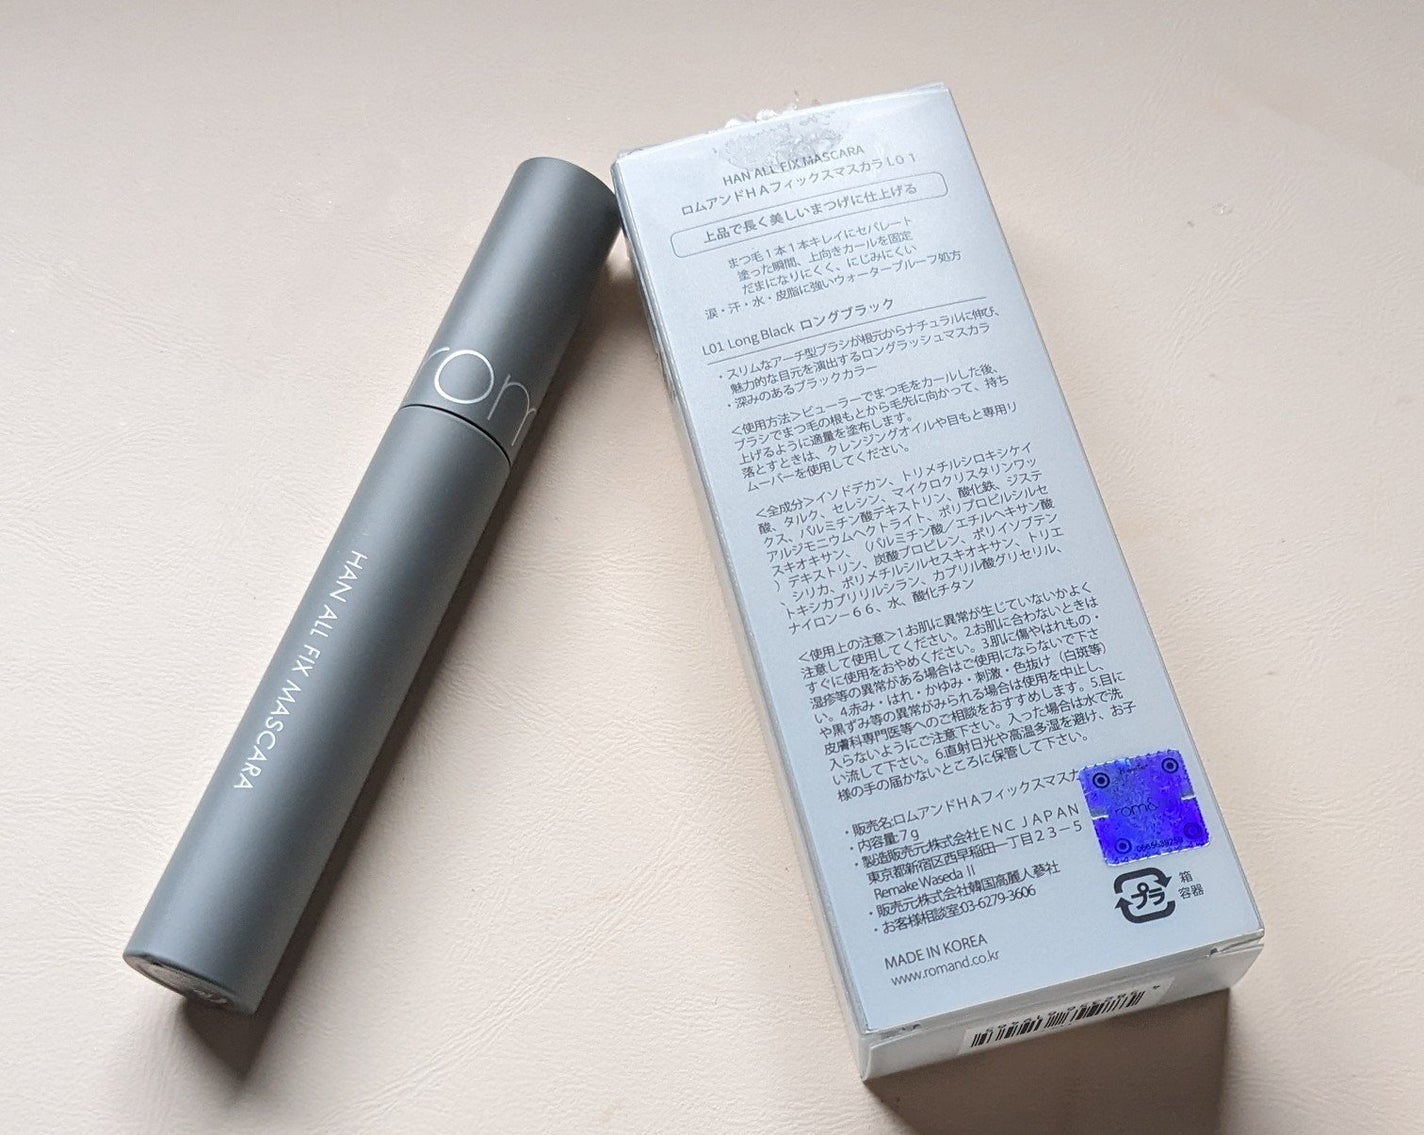 rom
HAN ALL FIX MASCARA
HAN ALL FIX MASCARA
ロムアンドHAフィックスマスカラL01
上品で長く美しいまつげに仕上げる
まつ毛1本1本キレイにセパレート
塗った瞬間、上向きカールを固定
だまになりにくく、にじみにくい
涙・汗・水・皮脂に強いウォータープルーフ処方
L01 Long Black ロングブラック
・スリムなアーチ型ブラシが根元からナチュラルに伸び、
魅力的な目元を演出するロングラッシュマスカラ
・深みのあるブラックカラー
<使用方法>ビューラーでまつ毛をカールした後、
ブラシでまつ毛の根もとから毛先に向かって、持ち
上げるように適量を塗布します。
落とすときは、クレンジングオイルや目もと専用リ
ムーバーを使用してください。
<全成分>イソドデカン、トリメチルシロキシケイ
酸、タルク、セレシン、マイクロクリスタリンワッ
クス、パルミチン酸デキストリン、酸化鉄、ジステ
アルジモニウムヘクトライト、ポリプロピルシルセ
スキオキサン、（パルミチン酸／エチルヘキサン酸
）デキストリン、炭酸プロピレン、ポリイソブテン
、シリカ、ポリメチルシルセスキオキサン、トリエ
トキシカプリリルシラン、カプリル酸グリセリル、
ナイロン－66、水、酸化チタン
<使用上の注意>1.お肌に異常が生じていないかよく
注意して使用してください。2.お肌に合わないときは
すぐに使用をおやめください。3.肌に傷やはれもの・
湿疹等の異常がある場合はご使用にならないで下さ
い。4.赤み・はれ・かゆみ・刺激・色抜け（白斑等）
や黒ずみ等の異常がみられる場合は使用を中止し、
皮膚科専門医等へのご相談をおすすめします。5.目に
入らないようにご注意下さい。入った場合は水で洗
い流して下さい。6.直射日光や高温多湿を避け、お子
様の手の届かないところに保管して下さい。
・販売名:ロムアンドHAフィックスマスカ
・内容量:7g
・製造販売元:株式会社ENC JAPAN
東京都新宿区西早稲田一丁目23－5
Remake Waseda II
・販売元:株式会社韓国高麗人蔘社
・お客様相談室:03-6279-3606
MADE IN KOREA
www.romand.co.kr
rom&
0665639259
プラ
箱
容器